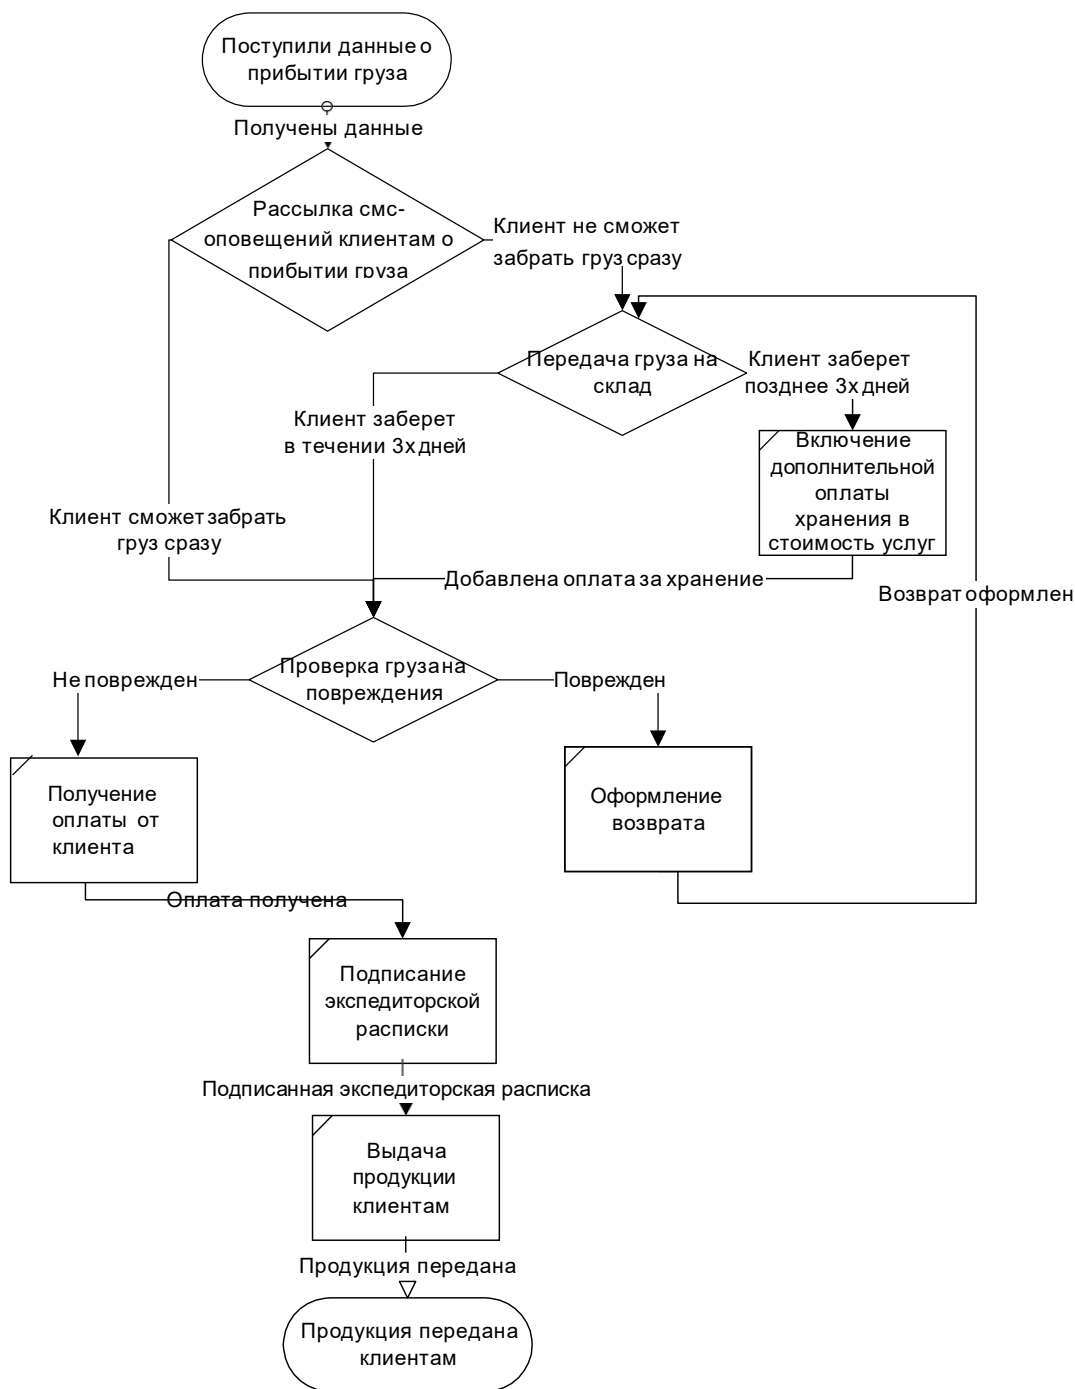 Поступили данные о
прибытии груза
Получены данные
Рассылка смс-
оповещений клиентам о
прибытии груза
Клиент не сможет
забрать груз сразу
Передача груза на
склад
Клиент заберет
позднее 3х дней
Клиент заберет
в течении 3х дней
Включение
дополнительной
оплаты
хранения в
стоимость услуг
Клиент сможет забрать
груз сразу
Добавлена оплата за хранение
Возврат оформлен
Проверка груза на
повреждения
Не поврежден
Поврежден
Получение
оплаты от
клиента
Оформление
возврата
Оплата получена
Подписание
экспедиторской
расписки
Подписанная экспедиторская расписка
Выдача
продукции
клиентам
Продукция передана
Продукция передана
клиентам